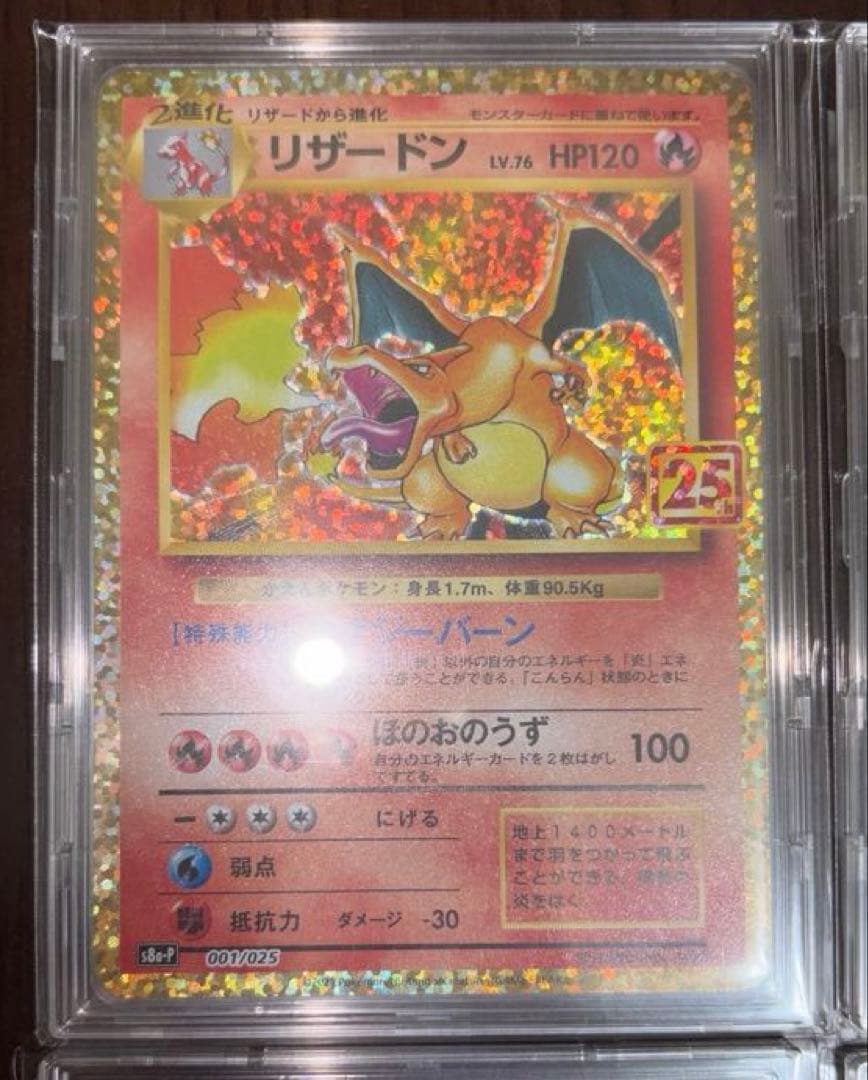 2進化 リザードから進化 モンスターカードに重ねて使います。
リザードン LV.76 HP120
25th
ポケモン:身長1.7m、体重90.5Kg
[特殊能力] ーバーン
以外の自分のエネルギーを「炎」エネ
ことができる。「こんらん」状態のときに
ほのおのうず 100
自分のエネルギーカードを2枚はがし
てすてる。
ー にげる
弱点
抵抗力 ダメージ -30
地上1400メートル
まで羽をつかって飛ぶ
ことができる。
炎をはく。
s8a-P 001/025